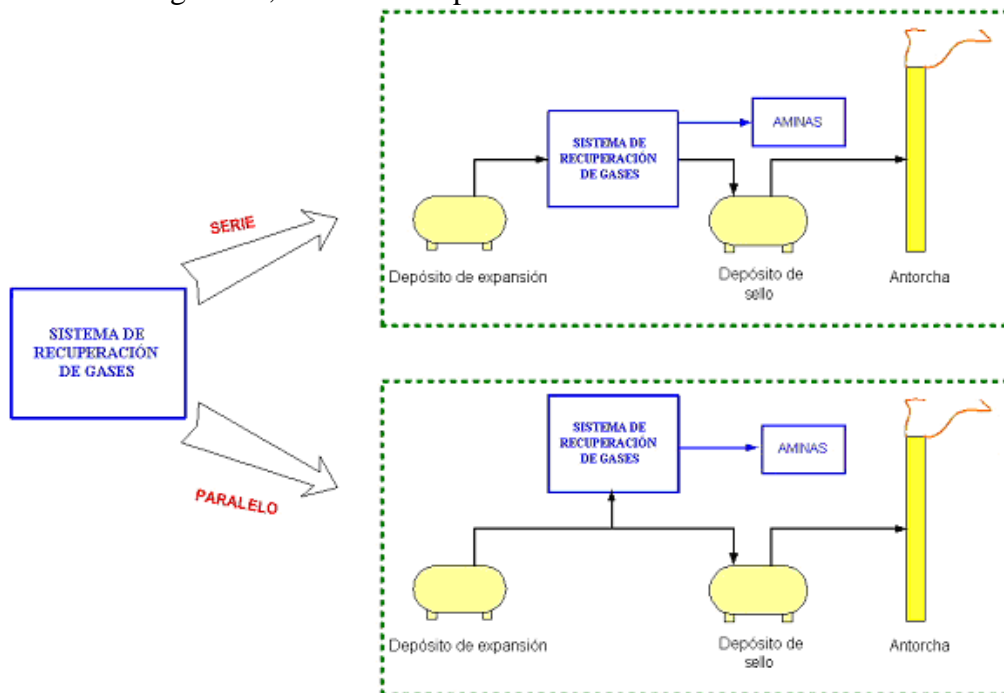 AMINAS
SISTEMA DE
RECUPERACIÓN
DE GASES
SERIE
Depósito de expansión
Depósito de
sello
Antorcha
SISTEMA DE
RECUPERACIÓN
DE GASES
PARALELO
SISTEMA DE
RECUPERACIÓN
DE GASES
AMINAS
Depósito de expansión
Depósito de
sello
Antorcha